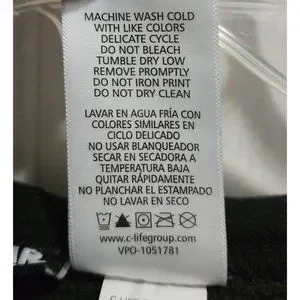 MACHINE WASH COLD
WITH LIKE COLORS
DELICATE CYCLE
DO NOT BLEACH
TUMBLE DRY LOW
REMOVE PROMPTLY
DO NOT IRON PRINT
DO NOT DRY CLEAN
LAVAR EN AGUA FRÍA CON
COLORES SIMILARES EN
CICLO DELICADO
NO USAR BLANQUEADOR
SECAR EN SECADORA A
TEMPERATURA BAJA
QUITAR RÁPIDAMENTE
NO PLANCHAR EL ESTAMPADO
NO LAVAR EN SECO
www.c-lifegroup.com
VPO-1051781